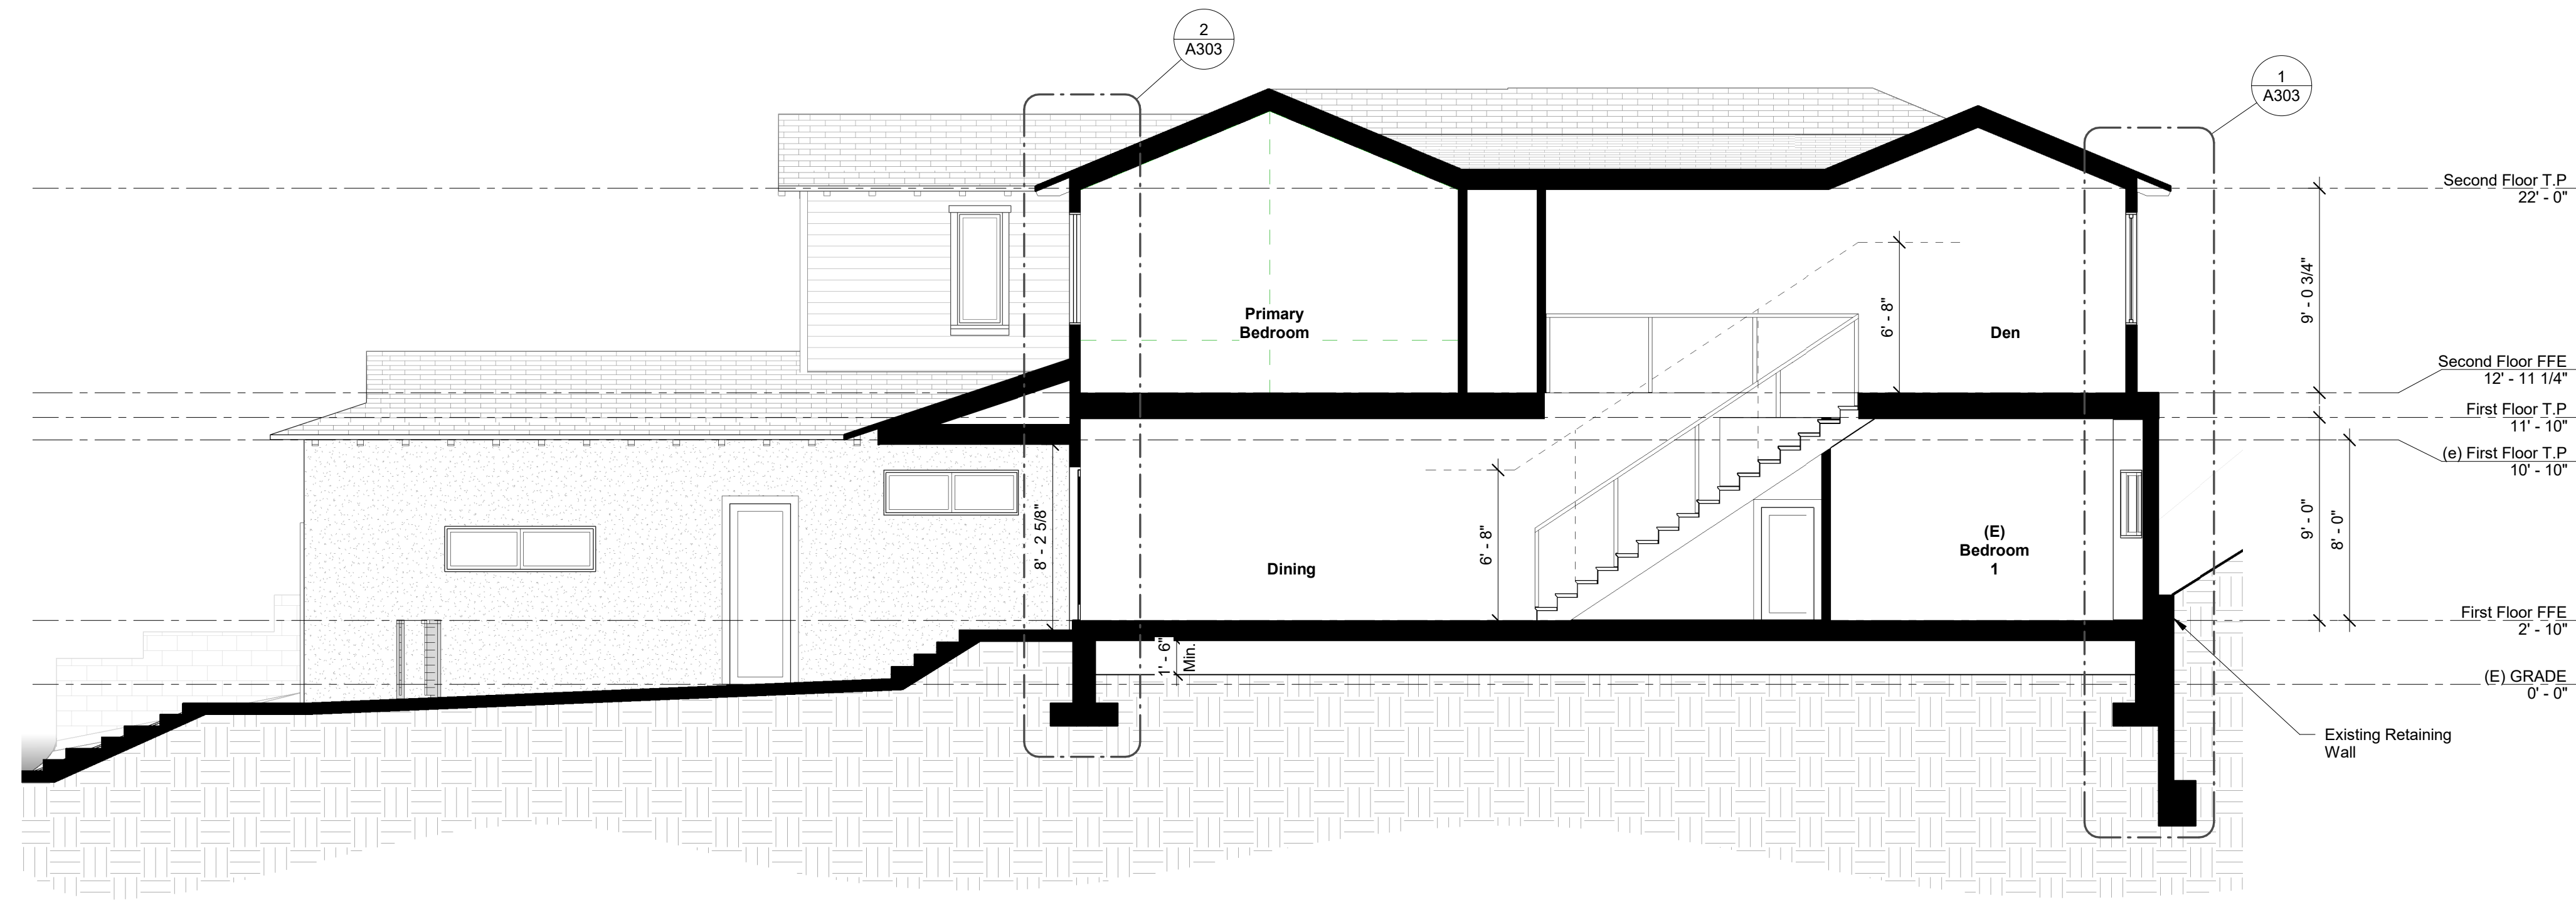 2
A303
1
A303
Second Floor T.P
22' - 0"
9' - 0 3/4"
6' - 8"
Primary
Bedroom
Den
Second Floor FFE
12' - 11 1/4"
First Floor T.P
11' - 10"
(e) First Floor T.P
10' - 10"
8' - 2 5/8"
6' - 8"
9' - 0"
8' - 0"
(E)
Bedroom
1
Dining
First Floor FFE
2' - 10"
1' - 6"
Min.
(E) GRADE
0' - 0"
Existing Retaining
Wall